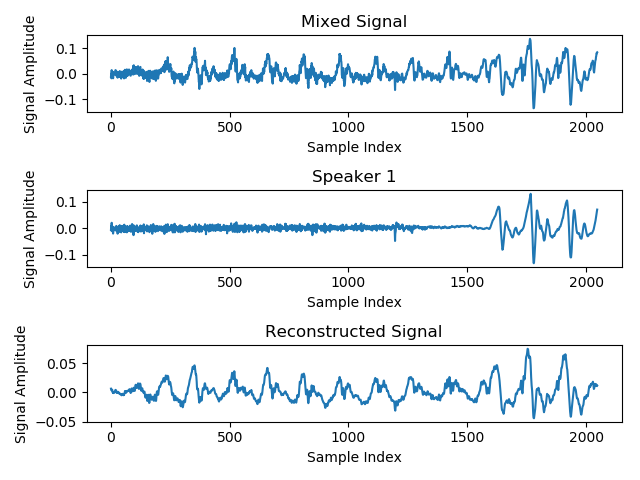 Mixed Signal
Signal Amplitude
0.1
0.0
−0.1
0 500 1000 1500 2000
Sample Index
Speaker 1
Signal Amplitude
0.1
0.0
−0.1
0 500 1000 1500 2000
Sample Index
Reconstructed Signal
Signal Amplitude
0.05
0.00
−0.05
0 500 1000 1500 2000
Sample Index